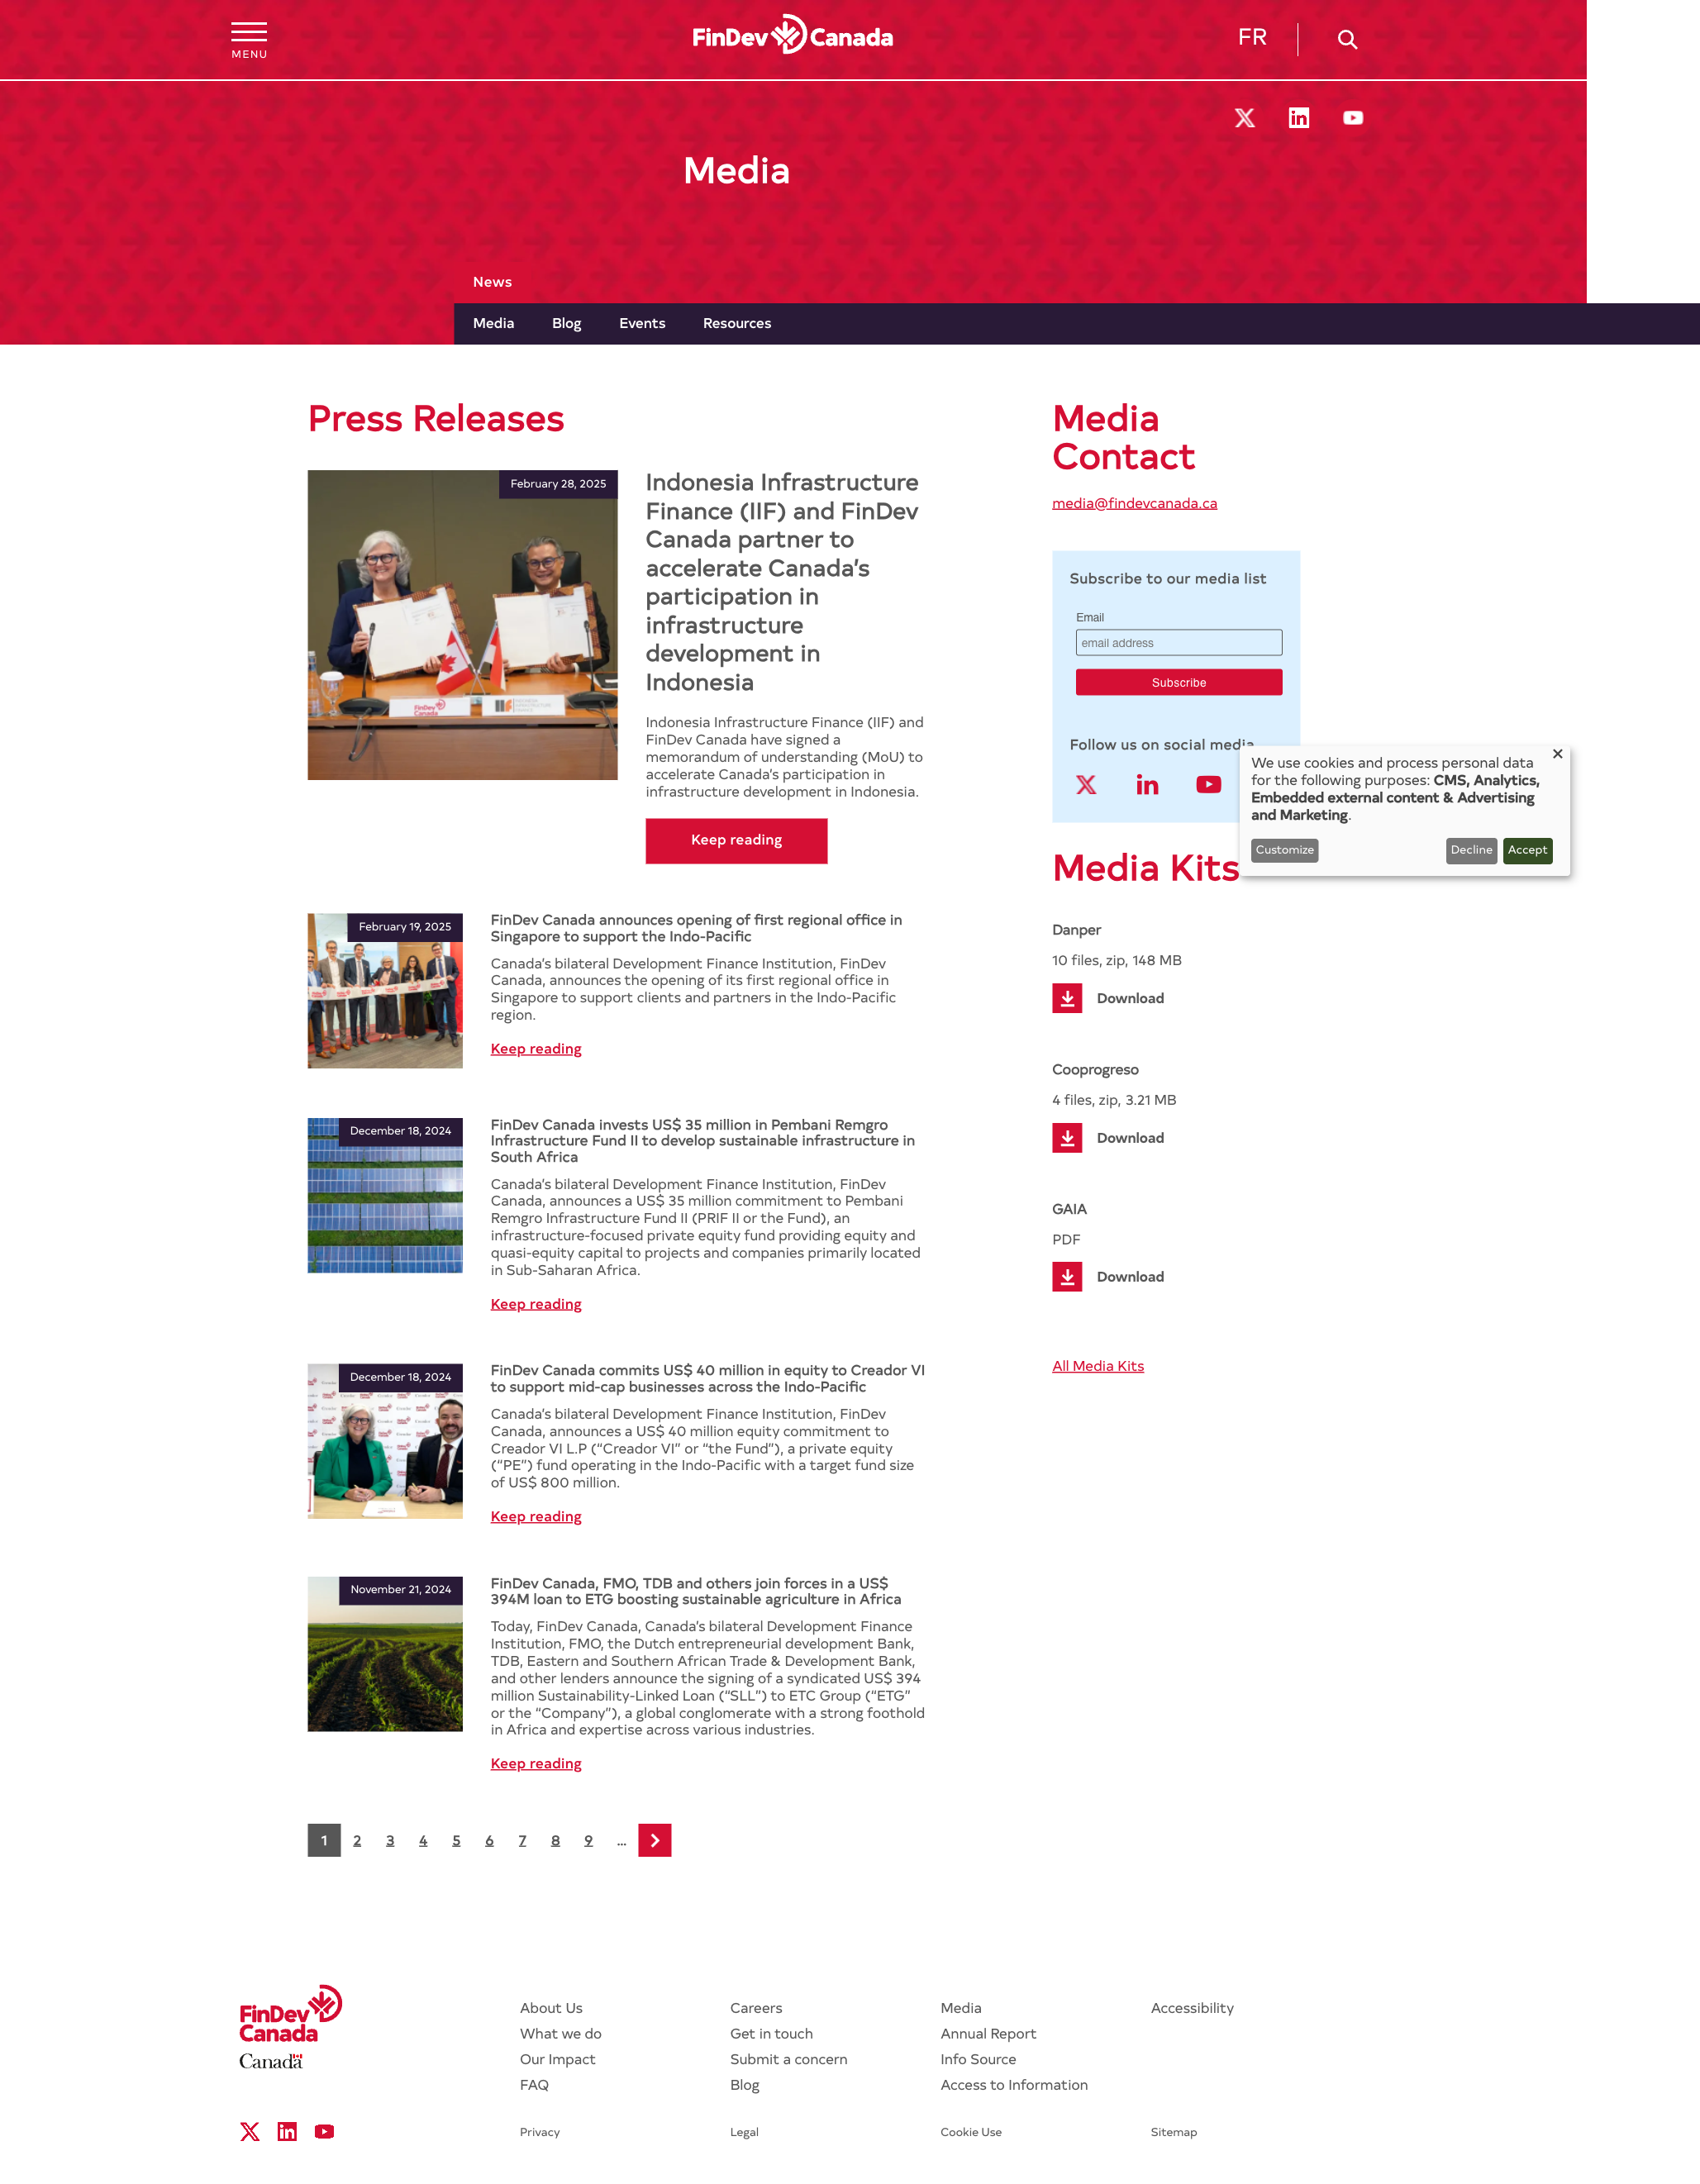 MENU
FinDev Canada
FR
Media
News
Media Blog Events Resources
Press Releases
February 28, 2025
FinDev
Canada
Indonesia Infrastructure
Finance (IIF) and FinDev
Canada partner to
accelerate Canada’s
participation in
infrastructure
development in
Indonesia
Indonesia Infrastructure Finance (IIF) and
FinDev Canada have signed a
memorandum of understanding (MoU) to
accelerate Canada’s participation in
infrastructure development in Indonesia.
Keep reading
February 19, 2025
FinDev Canada announces opening of first regional office in
Singapore to support the Indo-Pacific
Canada’s bilateral Development Finance Institution, FinDev
Canada, announces the opening of its first regional office in
Singapore to support clients and partners in the Indo-Pacific
region.
Keep reading
December 18, 2024
FinDev Canada invests US$ 35 million in Pembani Remgro
Infrastructure Fund II to develop sustainable infrastructure in
South Africa
Canada’s bilateral Development Finance Institution, FinDev
Canada, announces a US$ 35 million commitment to Pembani
Remgro Infrastructure Fund II (PRIF II or the Fund), an
infrastructure-focused private equity fund providing equity and
quasi-equity capital to projects and companies primarily located
in Sub-Saharan Africa.
Keep reading
December 18, 2024
FinDev Canada commits US$ 40 million in equity to Creador VI
to support mid-cap businesses across the Indo-Pacific
Canada’s bilateral Development Finance Institution, FinDev
Canada, announces a US$ 40 million equity commitment to
Creador VI L.P (“Creador VI” or “the Fund”), a private equity
(“PE”) fund operating in the Indo-Pacific with a target fund size
of US$ 800 million.
Keep reading
November 21, 2024
FinDev Canada, FMO, TDB and others join forces in a US$
394M loan to ETG boosting sustainable agriculture in Africa
Today, FinDev Canada, Canada’s bilateral Development Finance
Institution, FMO, the Dutch entrepreneurial development Bank,
TDB, Eastern and Southern African Trade & Development Bank,
and other lenders announce the signing of a syndicated US$ 394
million Sustainability-Linked Loan (“SLL”) to ETC Group (“ETG”
or the “Company”), a global conglomerate with a strong foothold
in Africa and expertise across various industries.
Keep reading
1 2 3 4 5 6 7 8 9 …
Media
Contact
media@findevcanada.ca
Subscribe to our media list
Email
email address
Subscribe
Follow us on social media
We use cookies and process personal data
for the following purposes: CMS, Analytics,
Embedded external content & Advertising
and Marketing.
Customize Decline Accept
Media Kits
Danper
10 files, zip, 148 MB
Download
Cooprogreso
4 files, zip, 3.21 MB
Download
GAIA
PDF
Download
All Media Kits
FinDev
Canada
Canada
About Us
What we do
Our Impact
FAQ
Careers
Get in touch
Submit a concern
Blog
Media
Annual Report
Info Source
Access to Information
Accessibility
Privacy Legal Cookie Use Sitemap